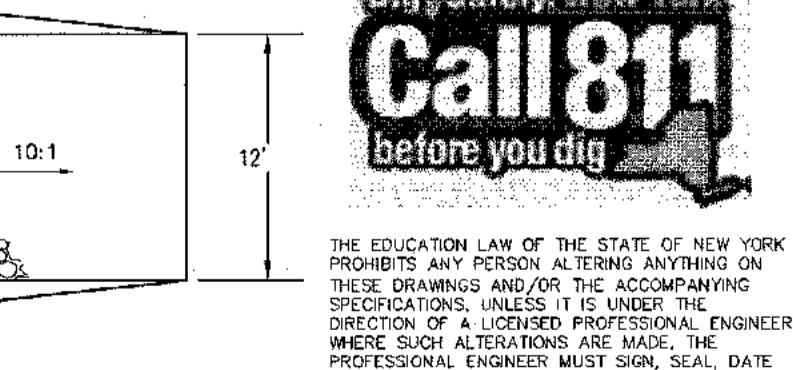 10:1
12'
Call 811
before you dig
THE EDUCATION LAW OF THE STATE OF NEW YORK
PROHIBITS ANY PERSON ALTERING ANYTHING ON
THESE DRAWINGS AND/OR THE ACCOMPANYING
SPECIFICATIONS, UNLESS IT IS UNDER THE
DIRECTION OF A LICENSED PROFESSIONAL ENGINEER
WHERE SUCH ALTERATIONS ARE MADE, THE
PROFESSIONAL ENGINEER MUST SIGN, SEAL, DATE